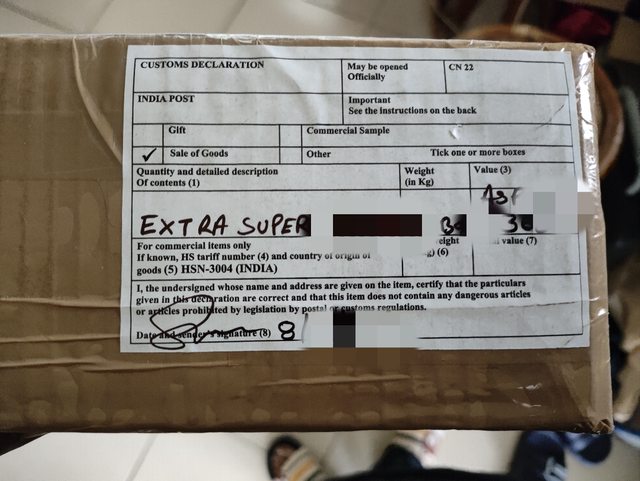 CUSTOMS DECLARATION
May be opened
Officially
CN 22
INDIA POST
Important
See the instructions on the back
Gift
Commercial Sample
✓ Sale of Goods
Other
Tick one or more boxes
Quantity and detailed description
Of contents (1)
Weight
(in Kg)
Value (3)
EXTRA SUPER
For commercial items only
If known, HS tariff number (4) and country of origin of
goods (5) HSN-3004 (INDIA)
(6)
value (7)
I, the undersigned whose name and address are given on the item, certify that the particulars
given in this declaration are correct and that this item does not contain any dangerous articles
or articles prohibited by legislation by postal or customs regulations.
Date and sender's signature (8) 8